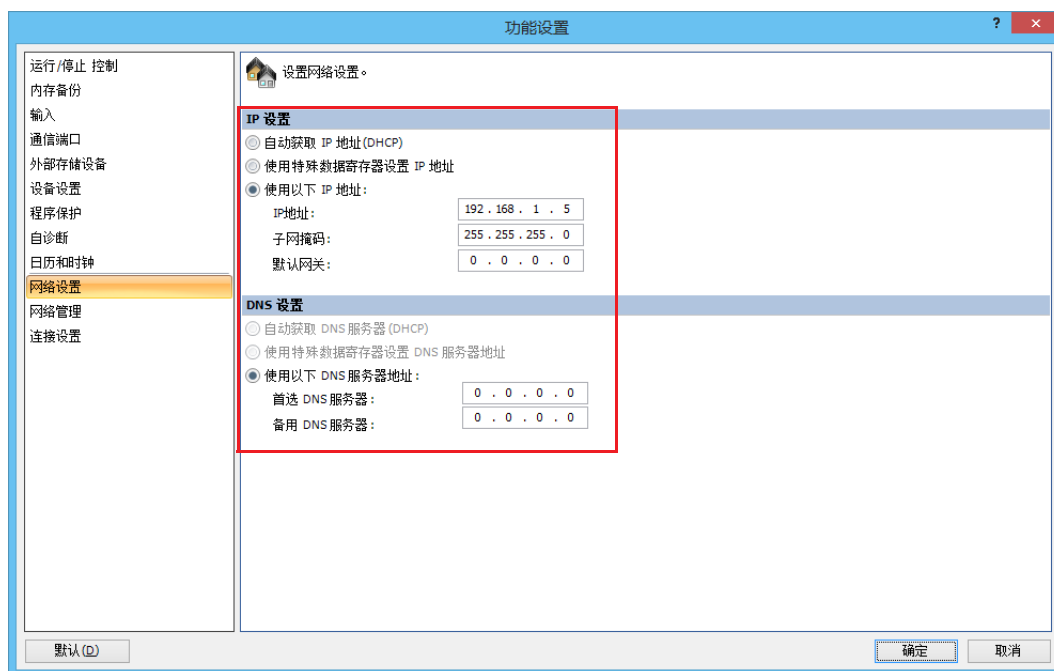 功能设置
?
×
运行/停止 控制
内存备份
输入
通信端口
外部存储设备
设备设置
程序保护
自诊断
日历和时钟
网络设置
网络管理
连接设置
设置网络设置。
IP 设置
自动获取 IP 地址(DHCP)
使用特殊数据寄存器设置 IP 地址
使用以下 IP 地址:
IP地址: 192 . 168 . 1 . 5
子网掩码: 255 . 255 . 255 . 0
默认网关: 0 . 0 . 0 . 0
DNS 设置
自动获取 DNS 服务器(DHCP)
使用特殊数据寄存器设置 DNS 服务器地址
使用以下 DNS 服务器地址:
首选 DNS 服务器: 0 . 0 . 0 . 0
备用 DNS 服务器: 0 . 0 . 0 . 0
默认(D) 确定 取消